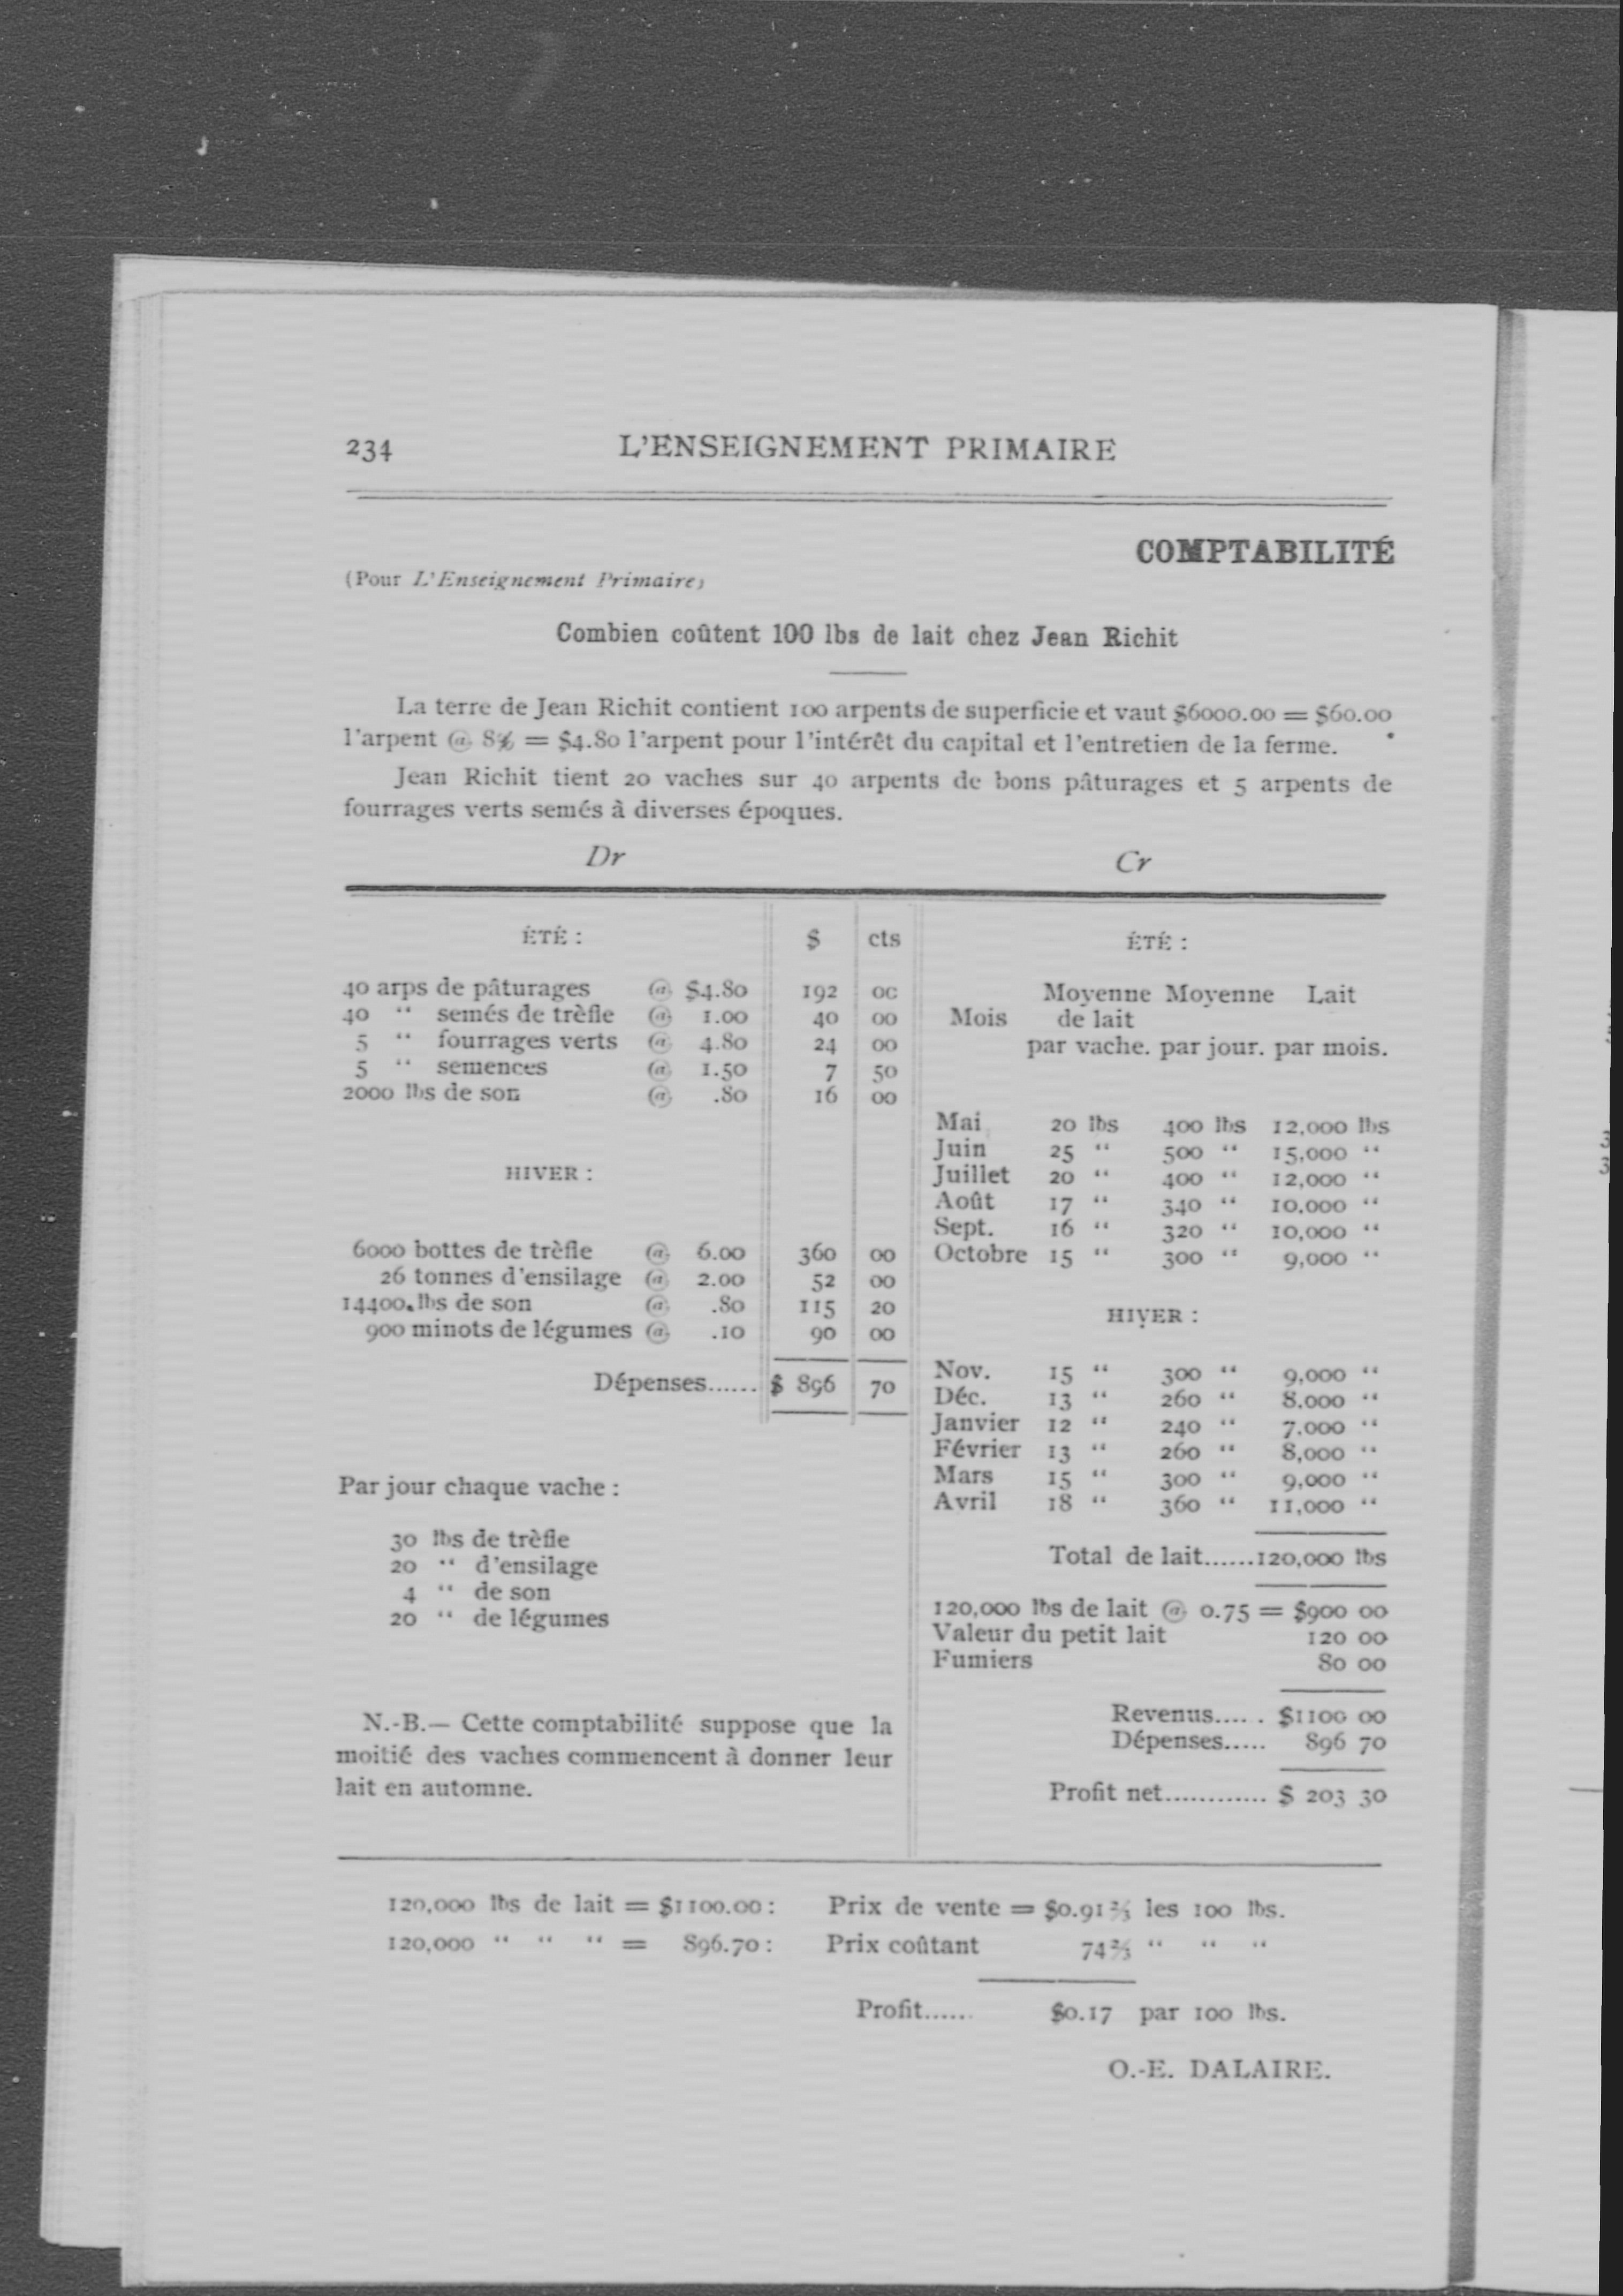 234 L'ENSEIGNEMENT PRIMAIRE
COMPTABILITÉ
(Pour L'Enseignement Primaire)
Combien coûtent 100 lbs de lait chez Jean Richit
La terre de Jean Richit contient 100 arpents de superficie et vaut $6000.00 = $60.00
l'arpent @ 8% = $4.80 l'arpent pour l'intérêt du capital et l'entretien de la ferme.
Jean Richit tient 20 vaches sur 40 arpents de bons pâturages et 5 arpents de
fourrages verts semés à diverses époques.
Dr
ÉTÉ : $ cts
40 arps de pâturages @ $4.80 192 00
40 “ semés de trèfle @ 1.00 40 00
5 “ fourrages verts @ 4.80 24 00
5 “ semences @ 1.50 7 50
2000 lbs de son @ .80 16 00
HIVER :
6000 bottes de trèfle @ 6.00 360 00
26 tonnes d'ensilage @ 2.00 52 00
14400 lbs de son @ .80 115 20
900 minots de légumes @ .10 90 00
Dépenses...... $ 896 70
Par jour chaque vache :
30 lbs de trèfle
20 “ d'ensilage
4 “ de son
20 “ de légumes
N.-B.— Cette comptabilité suppose que la
moitié des vaches commencent à donner leur
lait en automne.
Cr
ÉTÉ :
Moyenne Moyenne Lait
Mois de lait
par vache. par jour. par mois.
Mai 20 lbs 400 lbs 12,000 lbs
Juin 25 “ 500 “ 15,000 “
Juillet 20 “ 400 “ 12,000 “
Août 17 “ 340 “ 10,000 “
Sept. 16 “ 320 “ 10,000 “
Octobre 15 “ 300 “ 9,000 “
HIVER :
Nov. 15 “ 300 “ 9,000 “
Déc. 13 “ 260 “ 8,000 “
Janvier 12 “ 240 “ 7,000 “
Février 13 “ 260 “ 8,000 “
Mars 15 “ 300 “ 9,000 “
Avril 18 “ 360 “ 11,000 “
Total de lait......120,000 lbs
120,000 lbs de lait @ 0.75 = $900 00
Valeur du petit lait 120 00
Fumiers 80 00
Revenus..... . $1100 00
Dépenses..... 896 70
Profit net............ $ 203 30
120,000 lbs de lait = $1100.00 : Prix de vente = $0.91⅔ les 100 lbs.
120,000 “ “ “ = 896.70 : Prix coûtant 74⅔ “ “ “
Profit...... $0.17 par 100 lbs.
O.-E. DALAIRE.